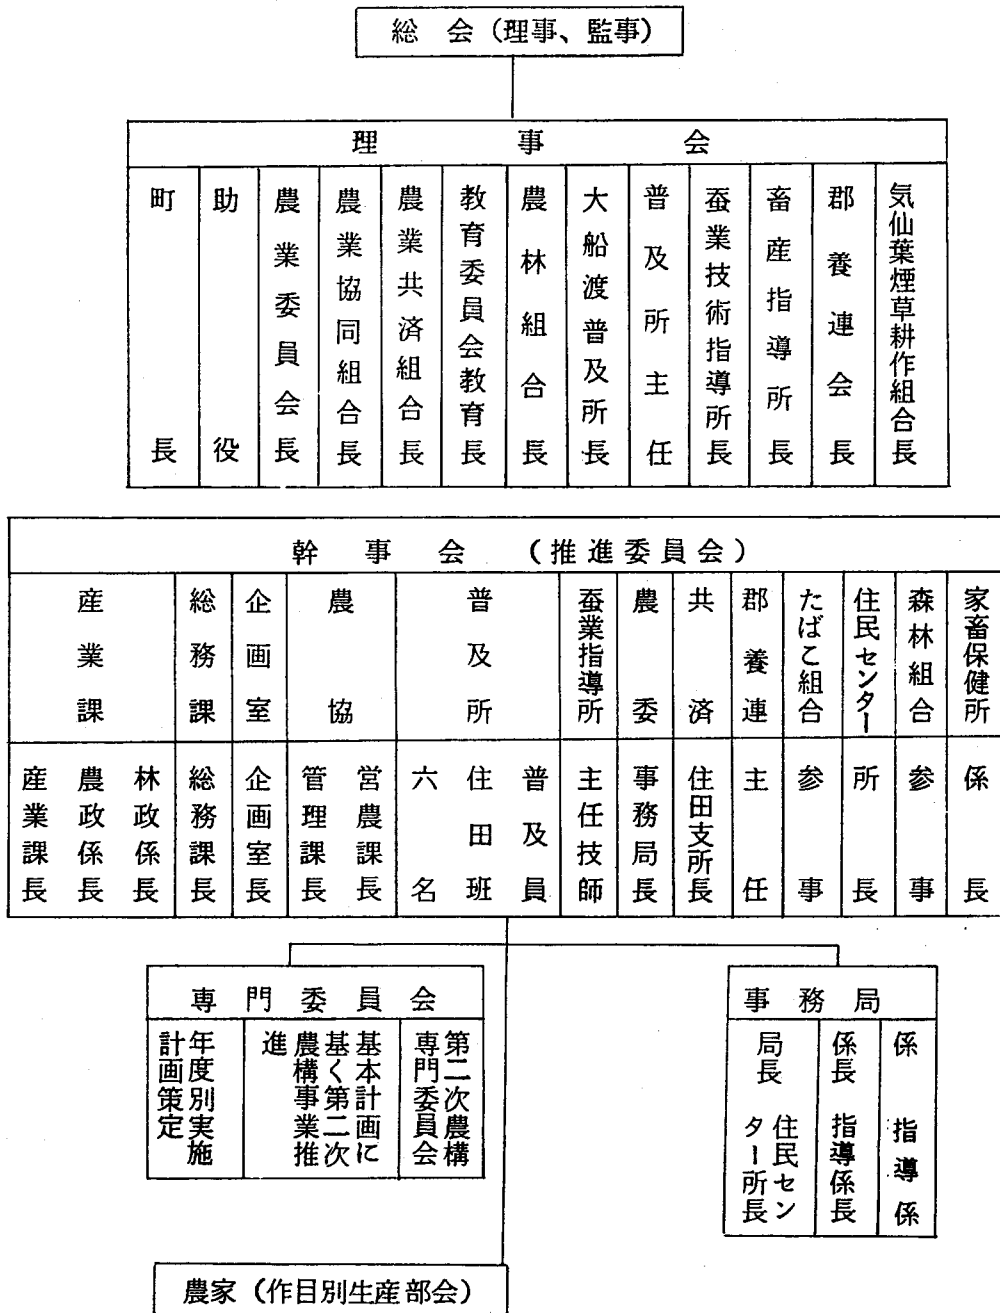 総会（理事、監事）
理事会
町長
助役
農業委員会長
農業協同組合長
農業共済組合長
教育委員会教育長
農林組合長
大船渡普及所長
普及所主任
蚕業技術指導所長
畜産指導所長
郡養連会長
気仙葉煙草耕作組合長
幹事会（推進委員会）
産業課
総務課
企画室
農協
普及所
蚕業指導所
農委
共済
郡養連
たばこ組合
住民センター
森林組合
家畜保健所
産業課長
農政係長
林政係長
総務課長
企画室長
管理課長
営農課長
普及員
住田班
六名
主任技師
事務局長
住田支所長
主任
参事
所長
参事
係長
専門委員会
第二次農構
専門委員会
基本計画に
基く第二次
農構事業推
進
年度別実施
計画策定
事務局
局長 住民セン
ター所長
係長 指導係長
係 指導係
農家（作目別生産部会）